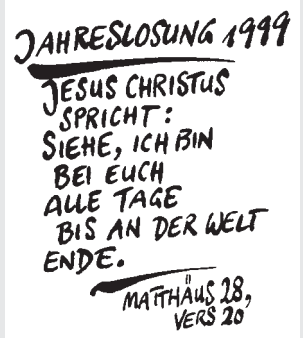 JAHRESLOSUNG 1999
JESUS CHRISTUS
SPRICHT:
SIEHE, ICH BIN
BEI EUCH
ALLE TAGE
BIS AN DER WELT
ENDE.
MATTHÄUS 28,
VERS 20